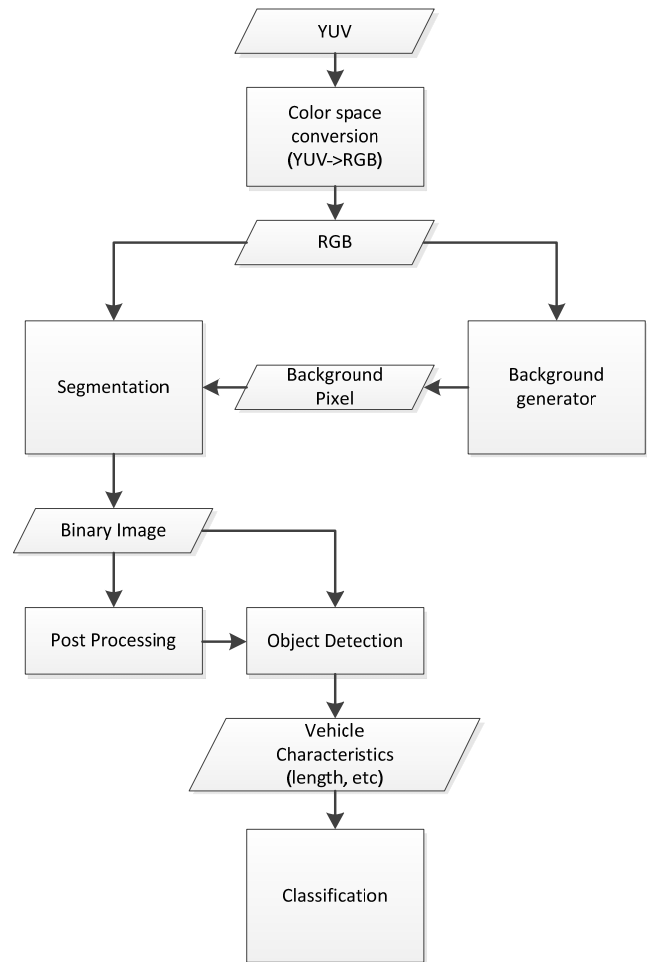 YUV
Color space
conversion
(YUV->RGB)
RGB
Segmentation
Background
Pixel
Background
generator
Binary Image
Post Processing
Object Detection
Vehicle
Characteristics
(length, etc)
Classification